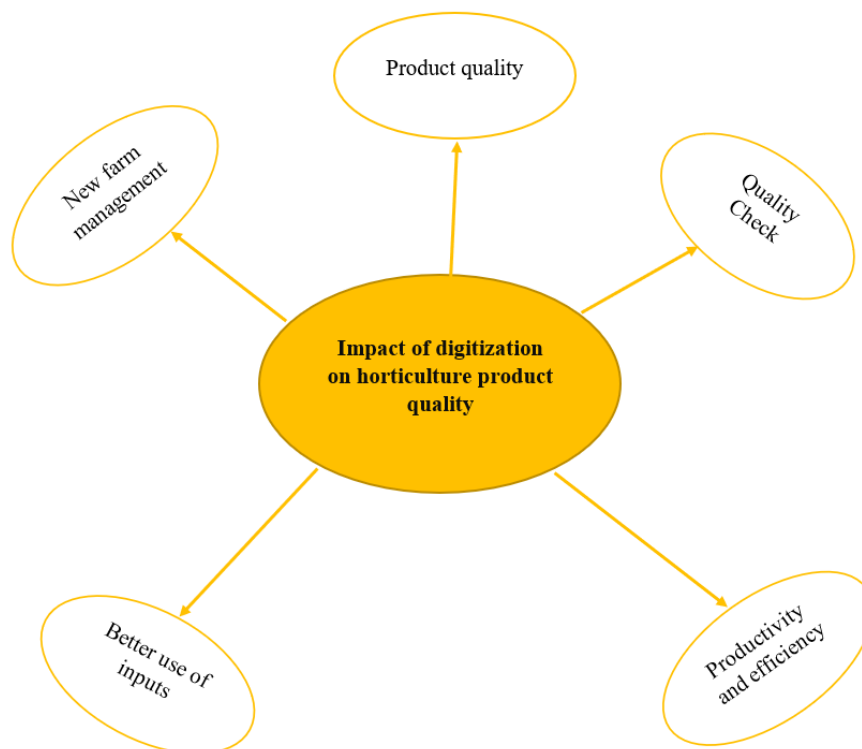 Product quality
New farm
management
Quality
Check
Impact of digitization
on horticulture product
quality
Better use of
inputs
Productivity
and efficiency